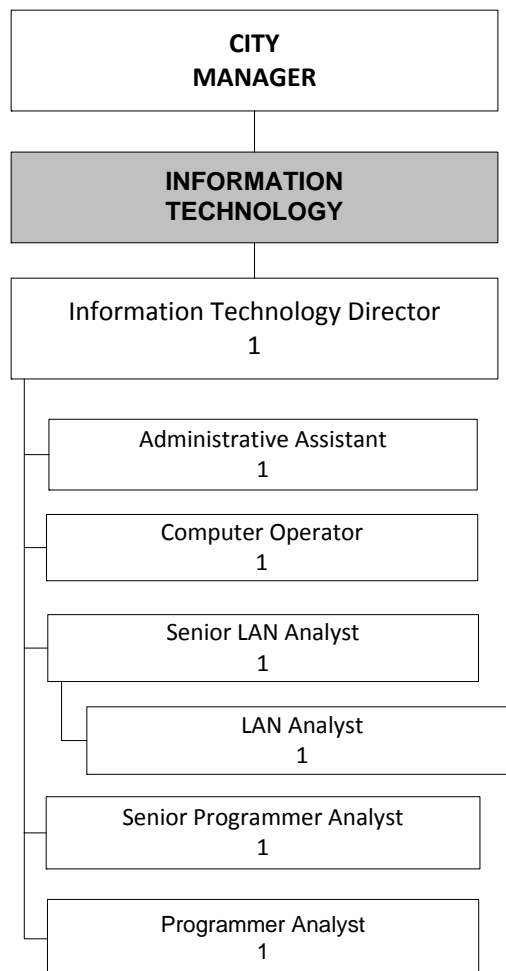 CITY
MANAGER
INFORMATION
TECHNOLOGY
Information Technology Director
1
Administrative Assistant
1
Computer Operator
1
Senior LAN Analyst
1
LAN Analyst
1
Senior Programmer Analyst
1
Programmer Analyst
1